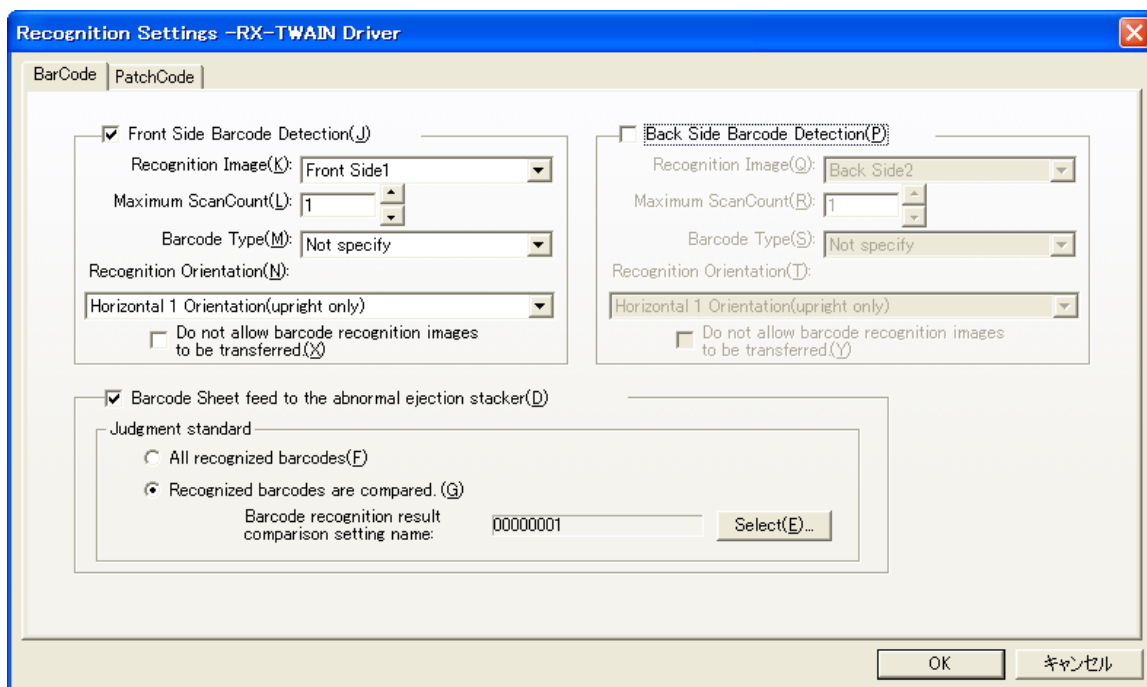 Recognition Settings -RX-TWAIN Driver
BarCode
PatchCode
Front Side Barcode Detection(J)
Recognition Image(K): Front Side1
Maximum ScanCount(L): 1
Barcode Type(M): Not specify
Recognition Orientation(N):
Horizontal 1 Orientation(upright only)
Do not allow barcode recognition images
to be transferred.(X)
Back Side Barcode Detection(P)
Recognition Image(Q): Back Side2
Maximum ScanCount(R): 1
Barcode Type(S): Not specify
Recognition Orientation(T):
Horizontal 1 Orientation(upright only)
Do not allow barcode recognition images
to be transferred.(Y)
Barcode Sheet feed to the abnormal ejection stacker(D)
Judgment standard
All recognized barcodes(F)
Recognized barcodes are compared. (G)
Barcode recognition result
comparison setting name:
00000001
Select(E)...
OK
キャンセル